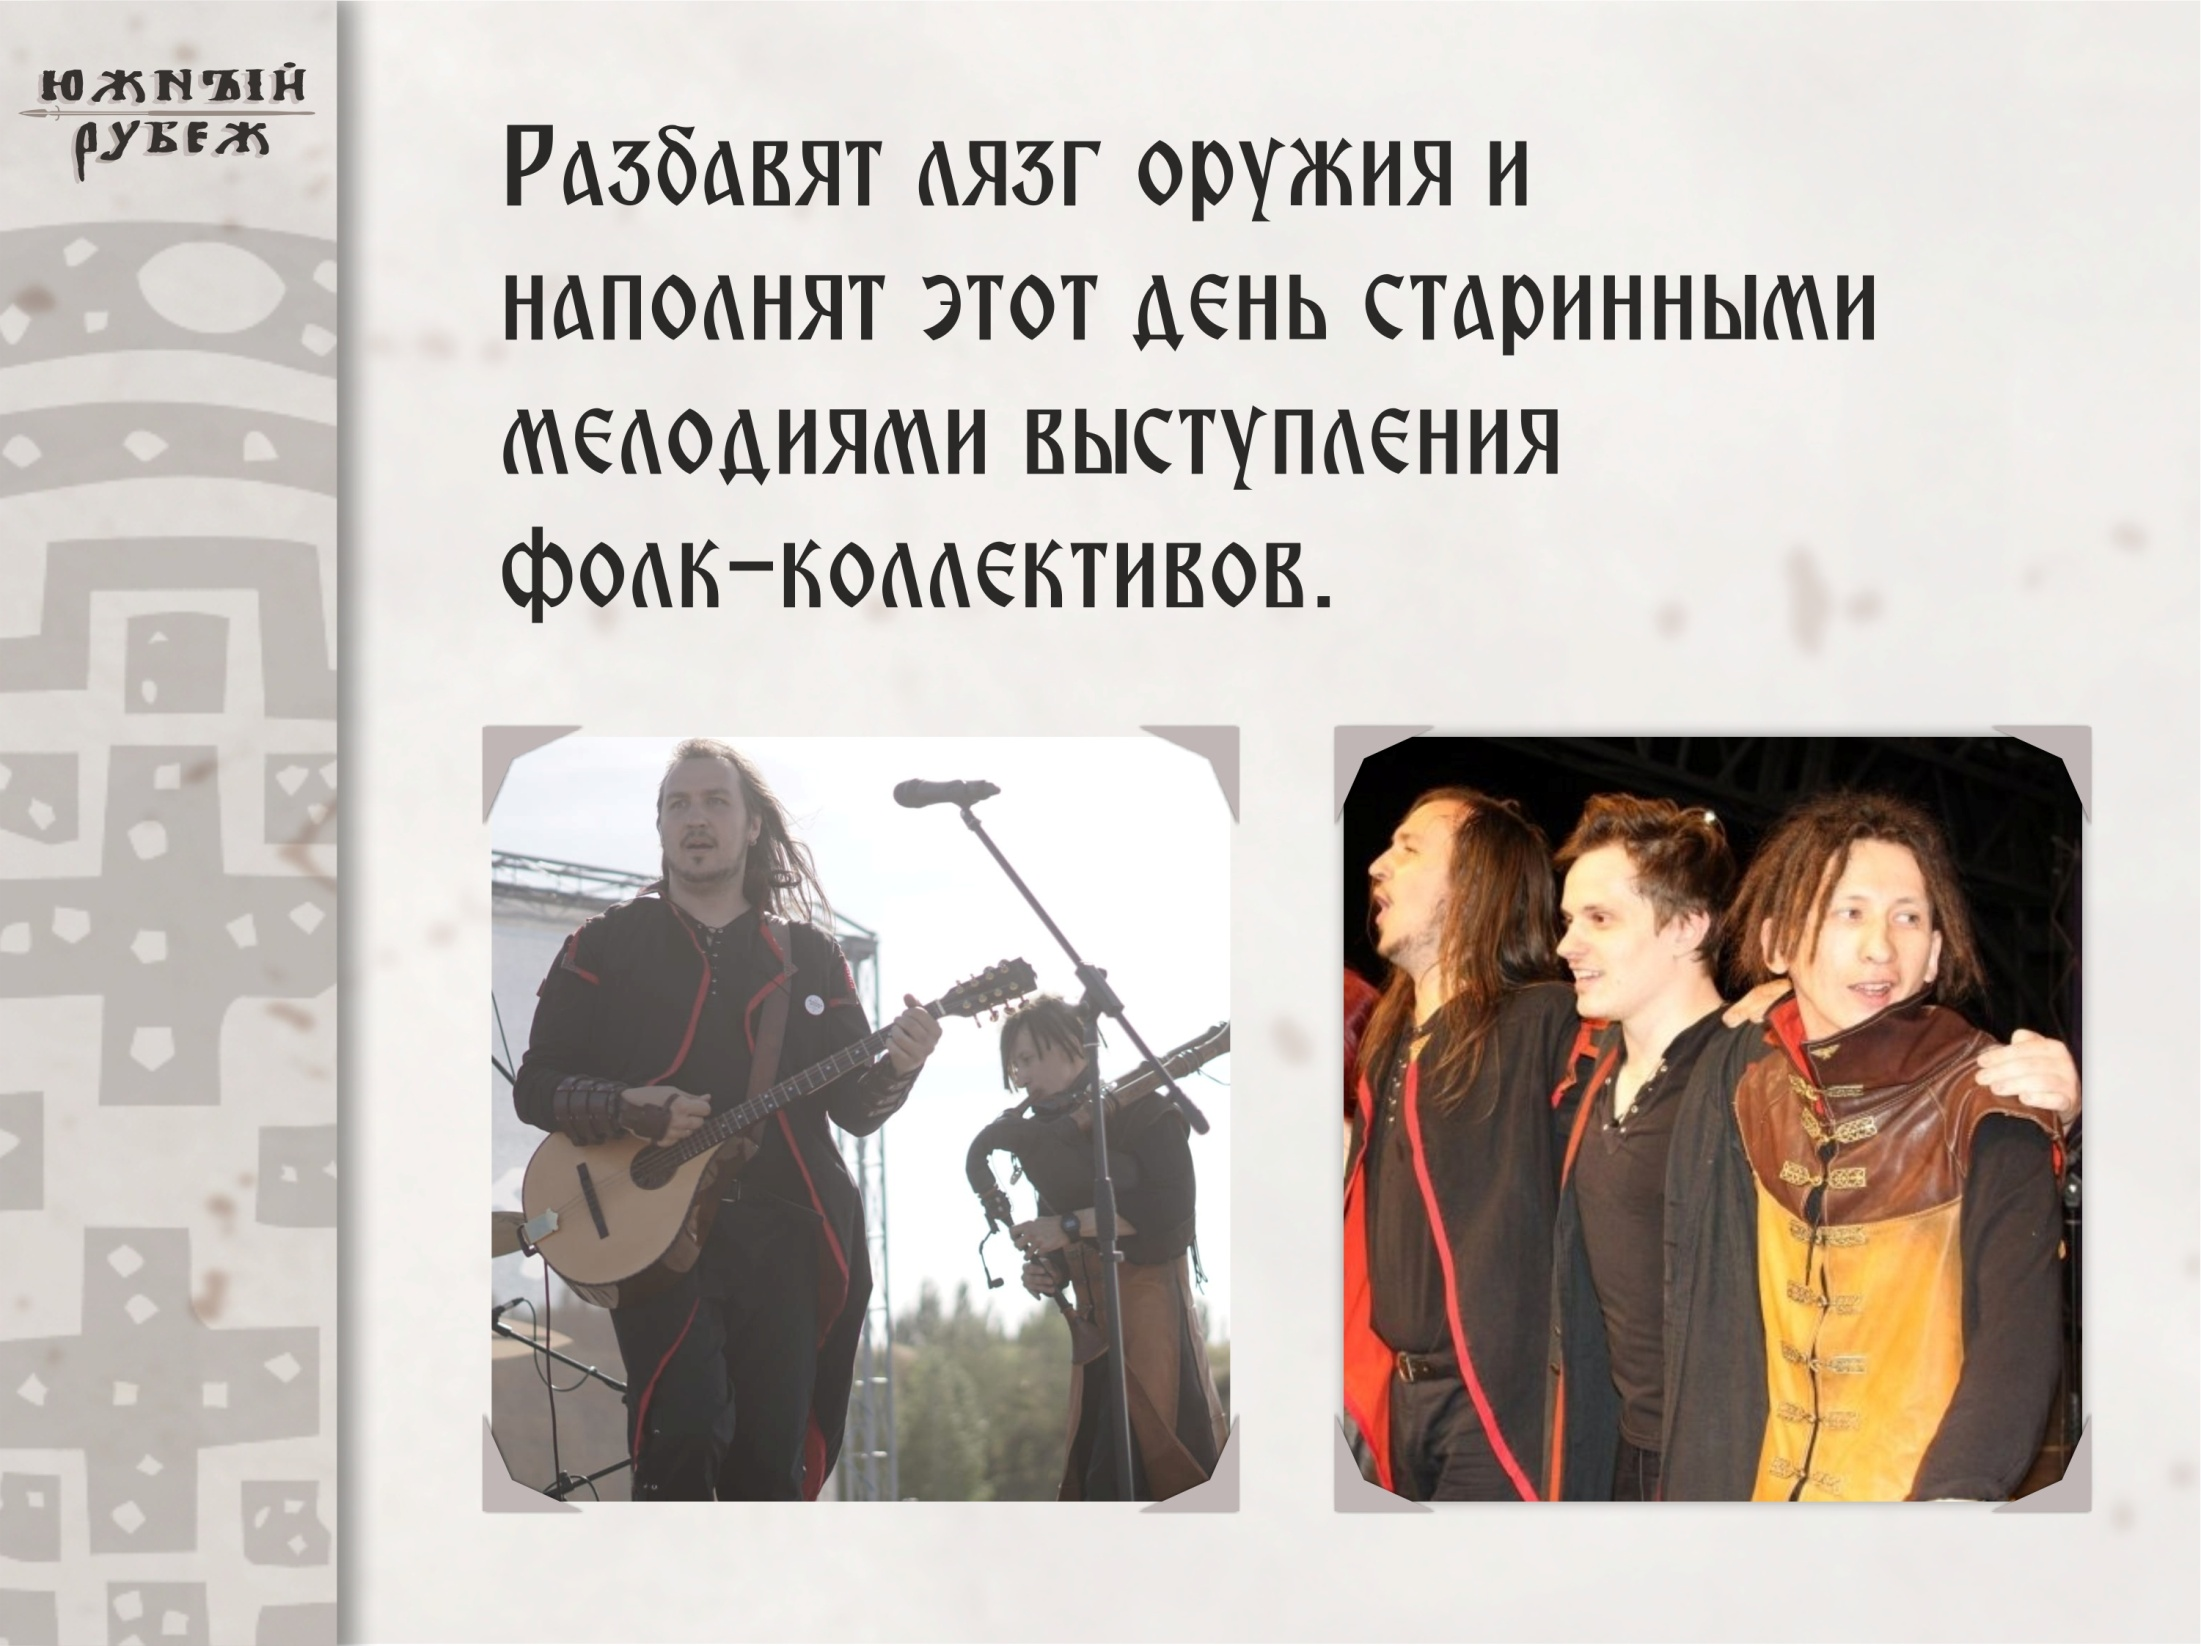 ЮЖНЫЙ
РУБЕЖ
Разбавят лязг оружия и
наполнят этот день старинными
мелодиями выступления
фолк-коллективов.